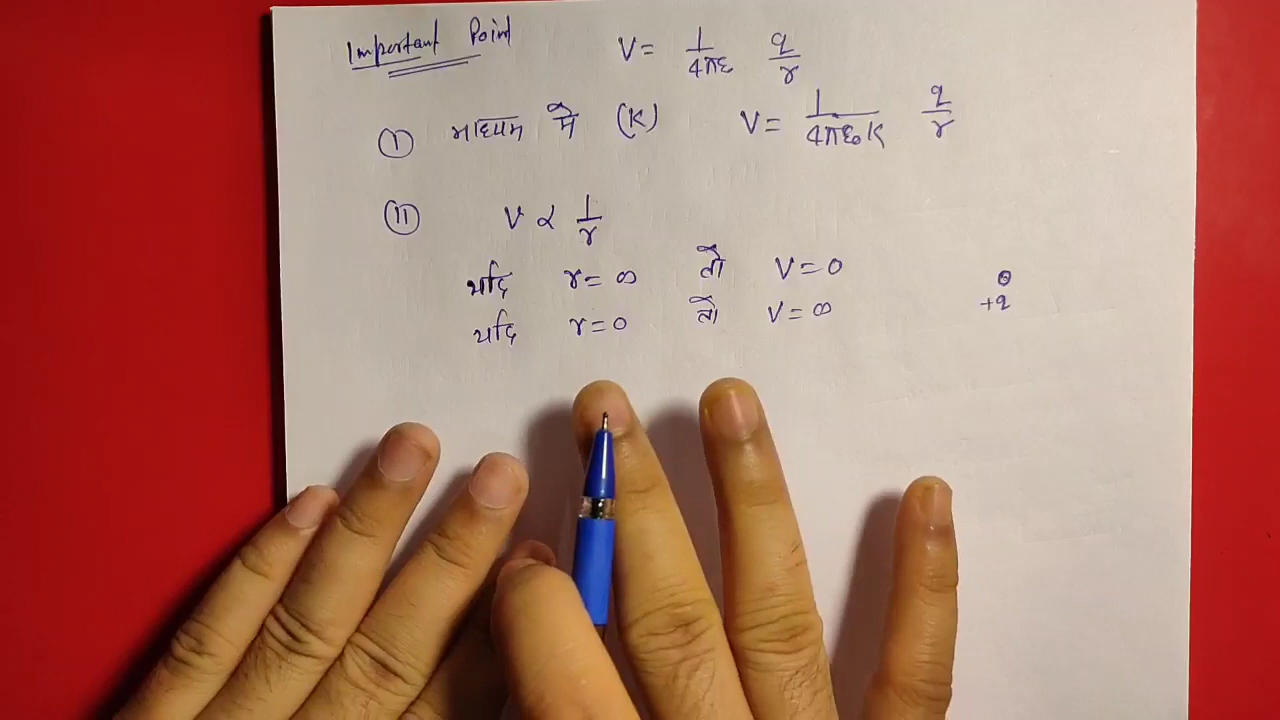 Important Point V = 1/4πε q/r
(I) माध्यम मे (K) V = 1/4πε₀K q/r
(II) V ∝ 1/r
यदि r = ∞ तो V = 0
यदि r = 0 तो V = ∞
+q